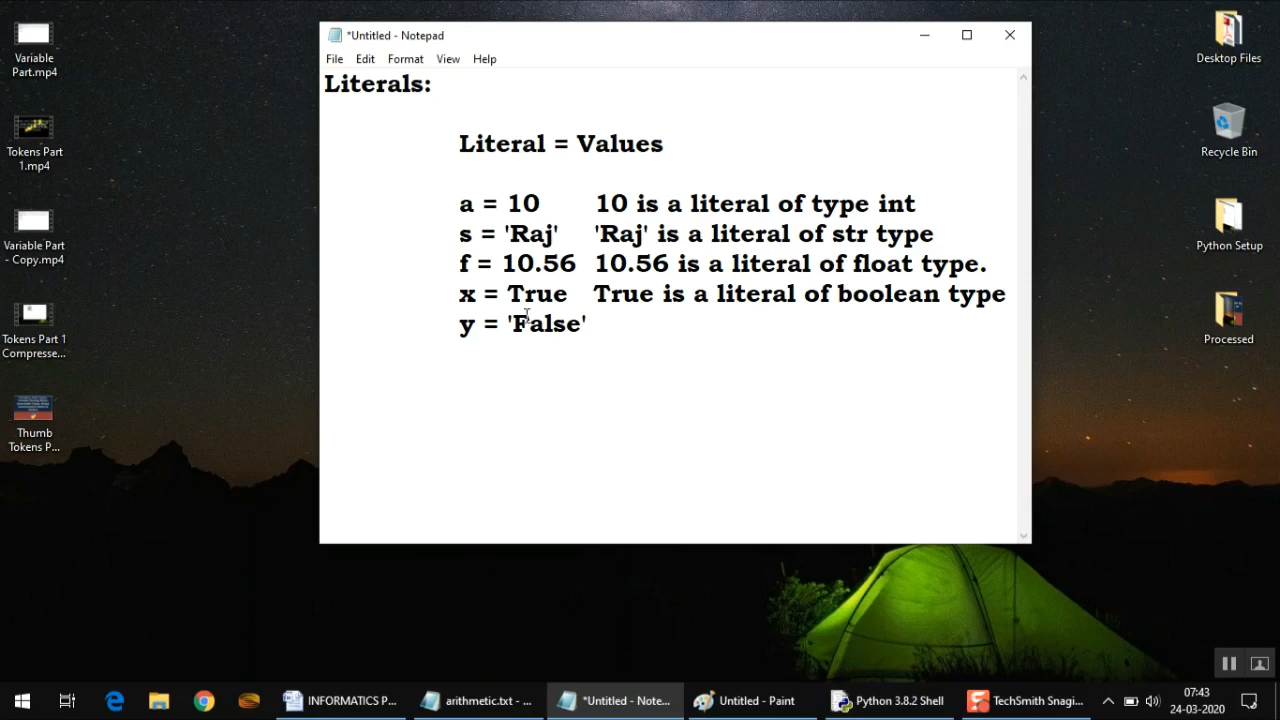 *Untitled - Notepad
File Edit Format View Help
Literals:
Literal = Values
a = 10 10 is a literal of type int
s = 'Raj' 'Raj' is a literal of str type
f = 10.56 10.56 is a literal of float type.
x = True True is a literal of boolean type
y = 'False'
Variable
Part.mp4
Tokens Part
1.mp4
Variable Part
- Copy.mp4
Tokens Part 1
Compresse...
Thumb
Tokens P...
Desktop Files
Recycle Bin
Python Setup
Processed
INFORMATICS P...
arithmetic.txt - ...
*Untitled - Note...
Untitled - Paint
Python 3.8.2 Shell
TechSmith Snagi...
07:43
24-03-2020